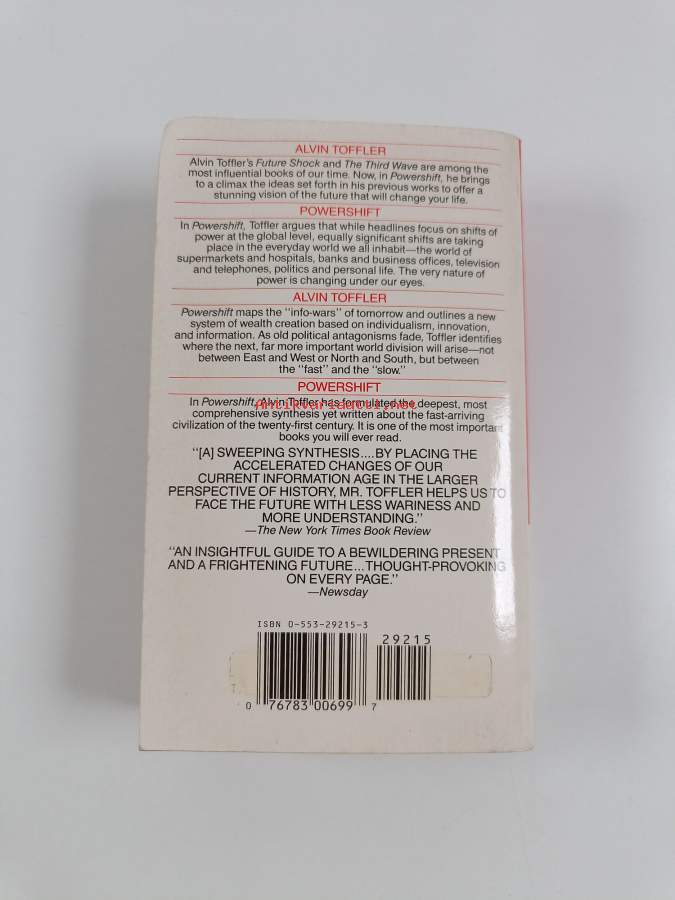 ALVIN TOFFLER
Alvin Toffler's Future Shock and The Third Wave are among the
most influential books of our time. Now, in Powershift, he brings
to a climax the ideas set forth in his previous works to offer a
stunning vision of the future that will change your life.
POWERSHIFT
In Powershift, Toffler argues that while headlines focus on shifts of
power at the global level, equally significant shifts are taking
place in the everyday world we all inhabit—the world of
supermarkets and hospitals, banks and business offices, television
and telephones, politics and personal life. The very nature of
power is changing under our eyes.
ALVIN TOFFLER
Powershift maps the "info-wars" of tomorrow and outlines a new
system of wealth creation based on individualism, innovation,
and information. As old political antagonisms fade, Toffler identifies
where the next, far more important world division will arise—not
between East and West or North and South, but between
the "fast" and the "slow."
POWERSHIFT
In Powershift, Alvin Toffler has formulated the deepest, most
Antikvariaatti.net
comprehensive synthesis yet written about the fast-arriving
civilization of the twenty-first century. It is one of the most important
books you will ever read.
"[A] SWEEPING SYNTHESIS....BY PLACING THE
ACCELERATED CHANGES OF OUR
CURRENT INFORMATION AGE IN THE LARGER
PERSPECTIVE OF HISTORY, MR. TOFFLER HELPS US TO
FACE THE FUTURE WITH LESS WARINESS AND
MORE UNDERSTANDING."
—The New York Times Book Review
"AN INSIGHTFUL GUIDE TO A BEWILDERING PRESENT
AND A FRIGHTENING FUTURE...THOUGHT-PROVOKING
ON EVERY PAGE."
—Newsday
ISBN 0-553-29215-3
29215
0 76783 00699 7